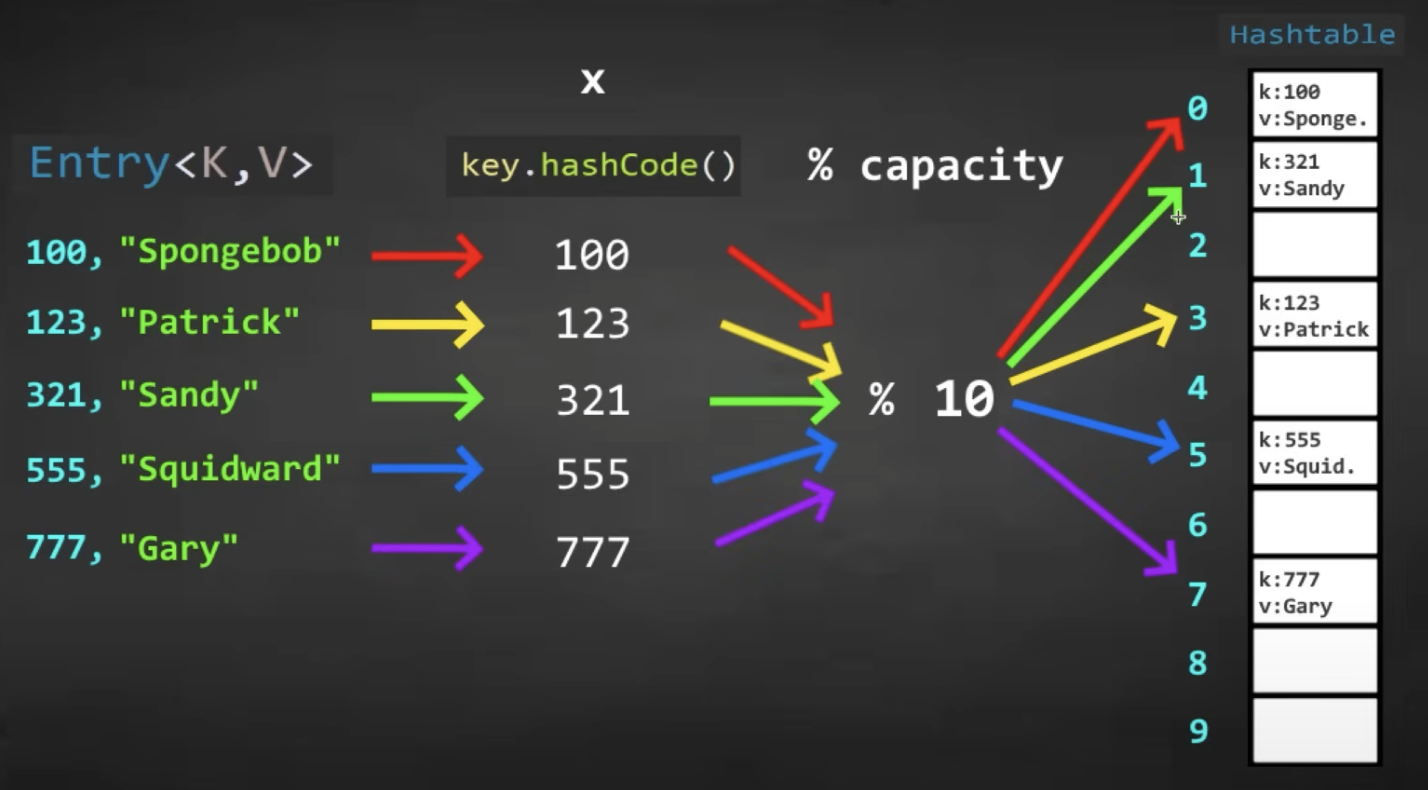 Hashtable
x
Entry<K,V>
key.hashCode()
% capacity
100, "Spongebob"
100
123, "Patrick"
123
321, "Sandy"
321
555, "Squidward"
555
777, "Gary"
777
% 10
0
k:100
v:Sponge.
1
k:321
v:Sandy
2
3
k:123
v:Patrick
4
5
k:555
v:Squid.
6
7
k:777
v:Gary
8
9